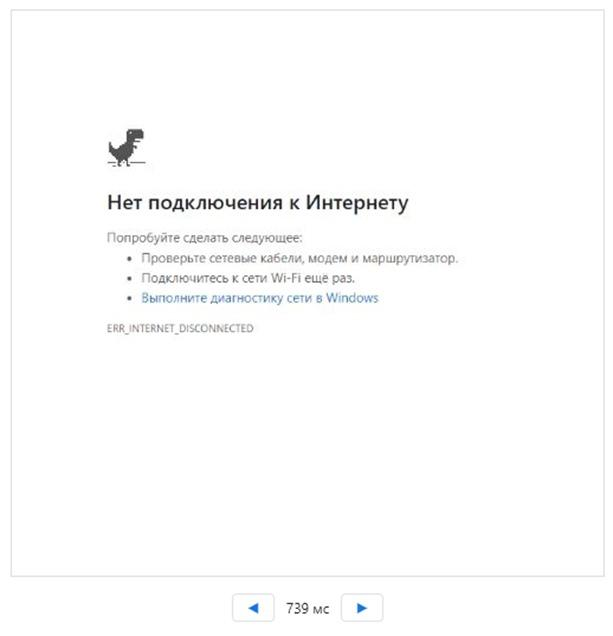 Нет подключения к Интернету
Попробуйте сделать следующее:
• Проверьте сетевые кабели, модем и маршрутизатор.
• Подключитесь к сети Wi-Fi ещё раз.
• Выполните диагностику сети в Windows
ERR_INTERNET_DISCONNECTED
739 мс